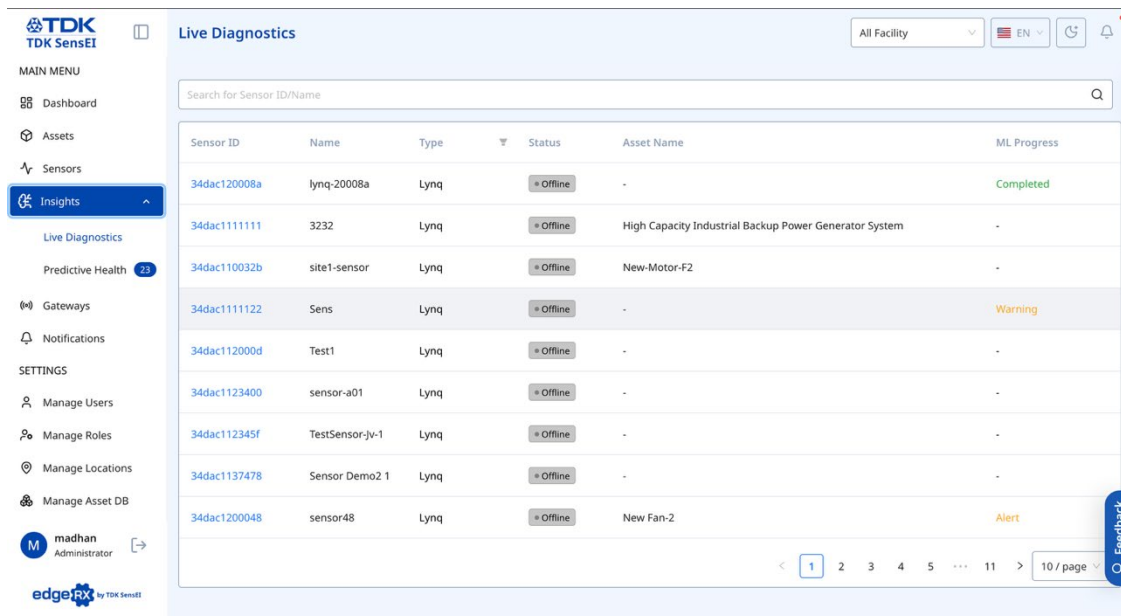 TDK
TDK SensEI
Live Diagnostics
All Facility
EN
MAIN MENU
Dashboard
Assets
Sensors
Insights
Live Diagnostics
Predictive Health 23
Gateways
Notifications
SETTINGS
Manage Users
Manage Roles
Manage Locations
Manage Asset DB
M
madhan
Administrator
edgeRX by TDK SensEI
Search for Sensor ID/Name
Sensor ID Name Type Status Asset Name ML Progress
34dac120008a lynq-20008a Lynq Offline - Completed
34dac1111111 3232 Lynq Offline High Capacity Industrial Backup Power Generator System -
34dac110032b site1-sensor Lynq Offline New-Motor-F2 -
34dac1111122 Sens Lynq Offline - Warning
34dac112000d Test1 Lynq Offline - -
34dac1123400 sensor-a01 Lynq Offline - -
34dac112345f TestSensor-Jv-1 Lynq Offline - -
34dac1137478 Sensor Demo2 1 Lynq Offline - -
34dac1200048 sensor48 Lynq Offline New Fan-2 Alert
< 1 2 3 4 5 ··· 11 > 10 / page
Feedback